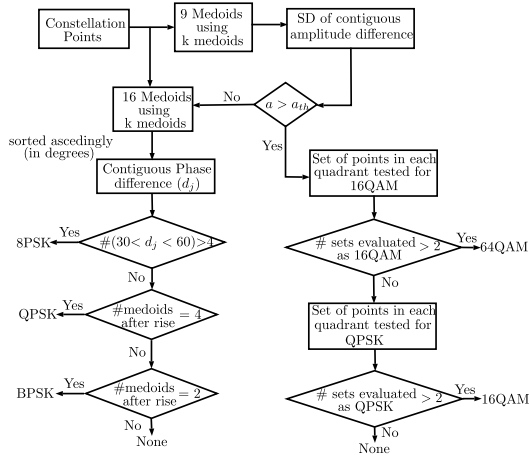 Constellation
Points
9 Medoids
using
k medoids
SD of contiguous
amplitude difference
16 Medoids
using
k medoids
No
a > a_th
Yes
sorted ascedingly
(in degrees)
Contiguous Phase
difference (d_j)
Set of points in each
quadrant tested for
16QAM
8PSK
Yes
#(30< d_j < 60)>4
No
# sets evaluated
as 16QAM
> 2
Yes
64QAM
No
QPSK
Yes
#medoids
after rise
= 4
No
Set of points in each
quadrant tested for
QPSK
BPSK
Yes
#medoids
after rise
= 2
No
None
# sets evaluated
as QPSK
> 2
Yes
16QAM
No
None